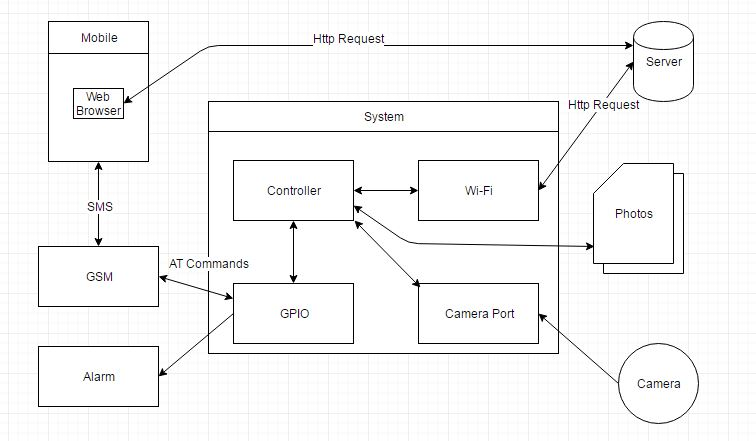 Mobile
Http Request
Server
Web
Browser
Http Request
System
Controller
Wi-Fi
SMS
Photos
AT Commands
GSM
GPIO
Camera Port
Alarm
Camera